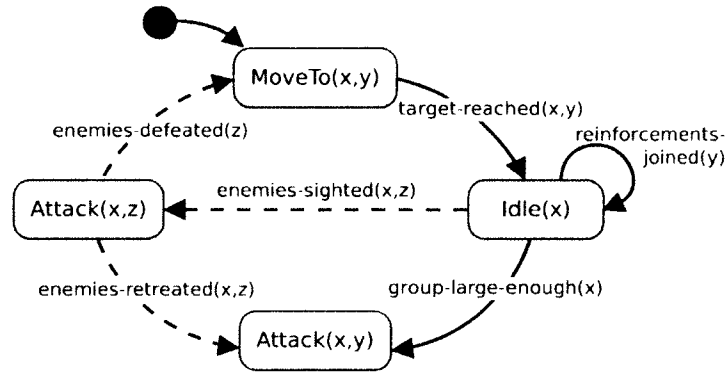 MoveTo(x,y)
target-reached(x,y)
reinforcements-
joined(y)
enemies-defeated(z)
enemies-sighted(x,z)
Attack(x,z)
Idle(x)
enemies-retreated(x,z)
group-large-enough(x)
Attack(x,y)